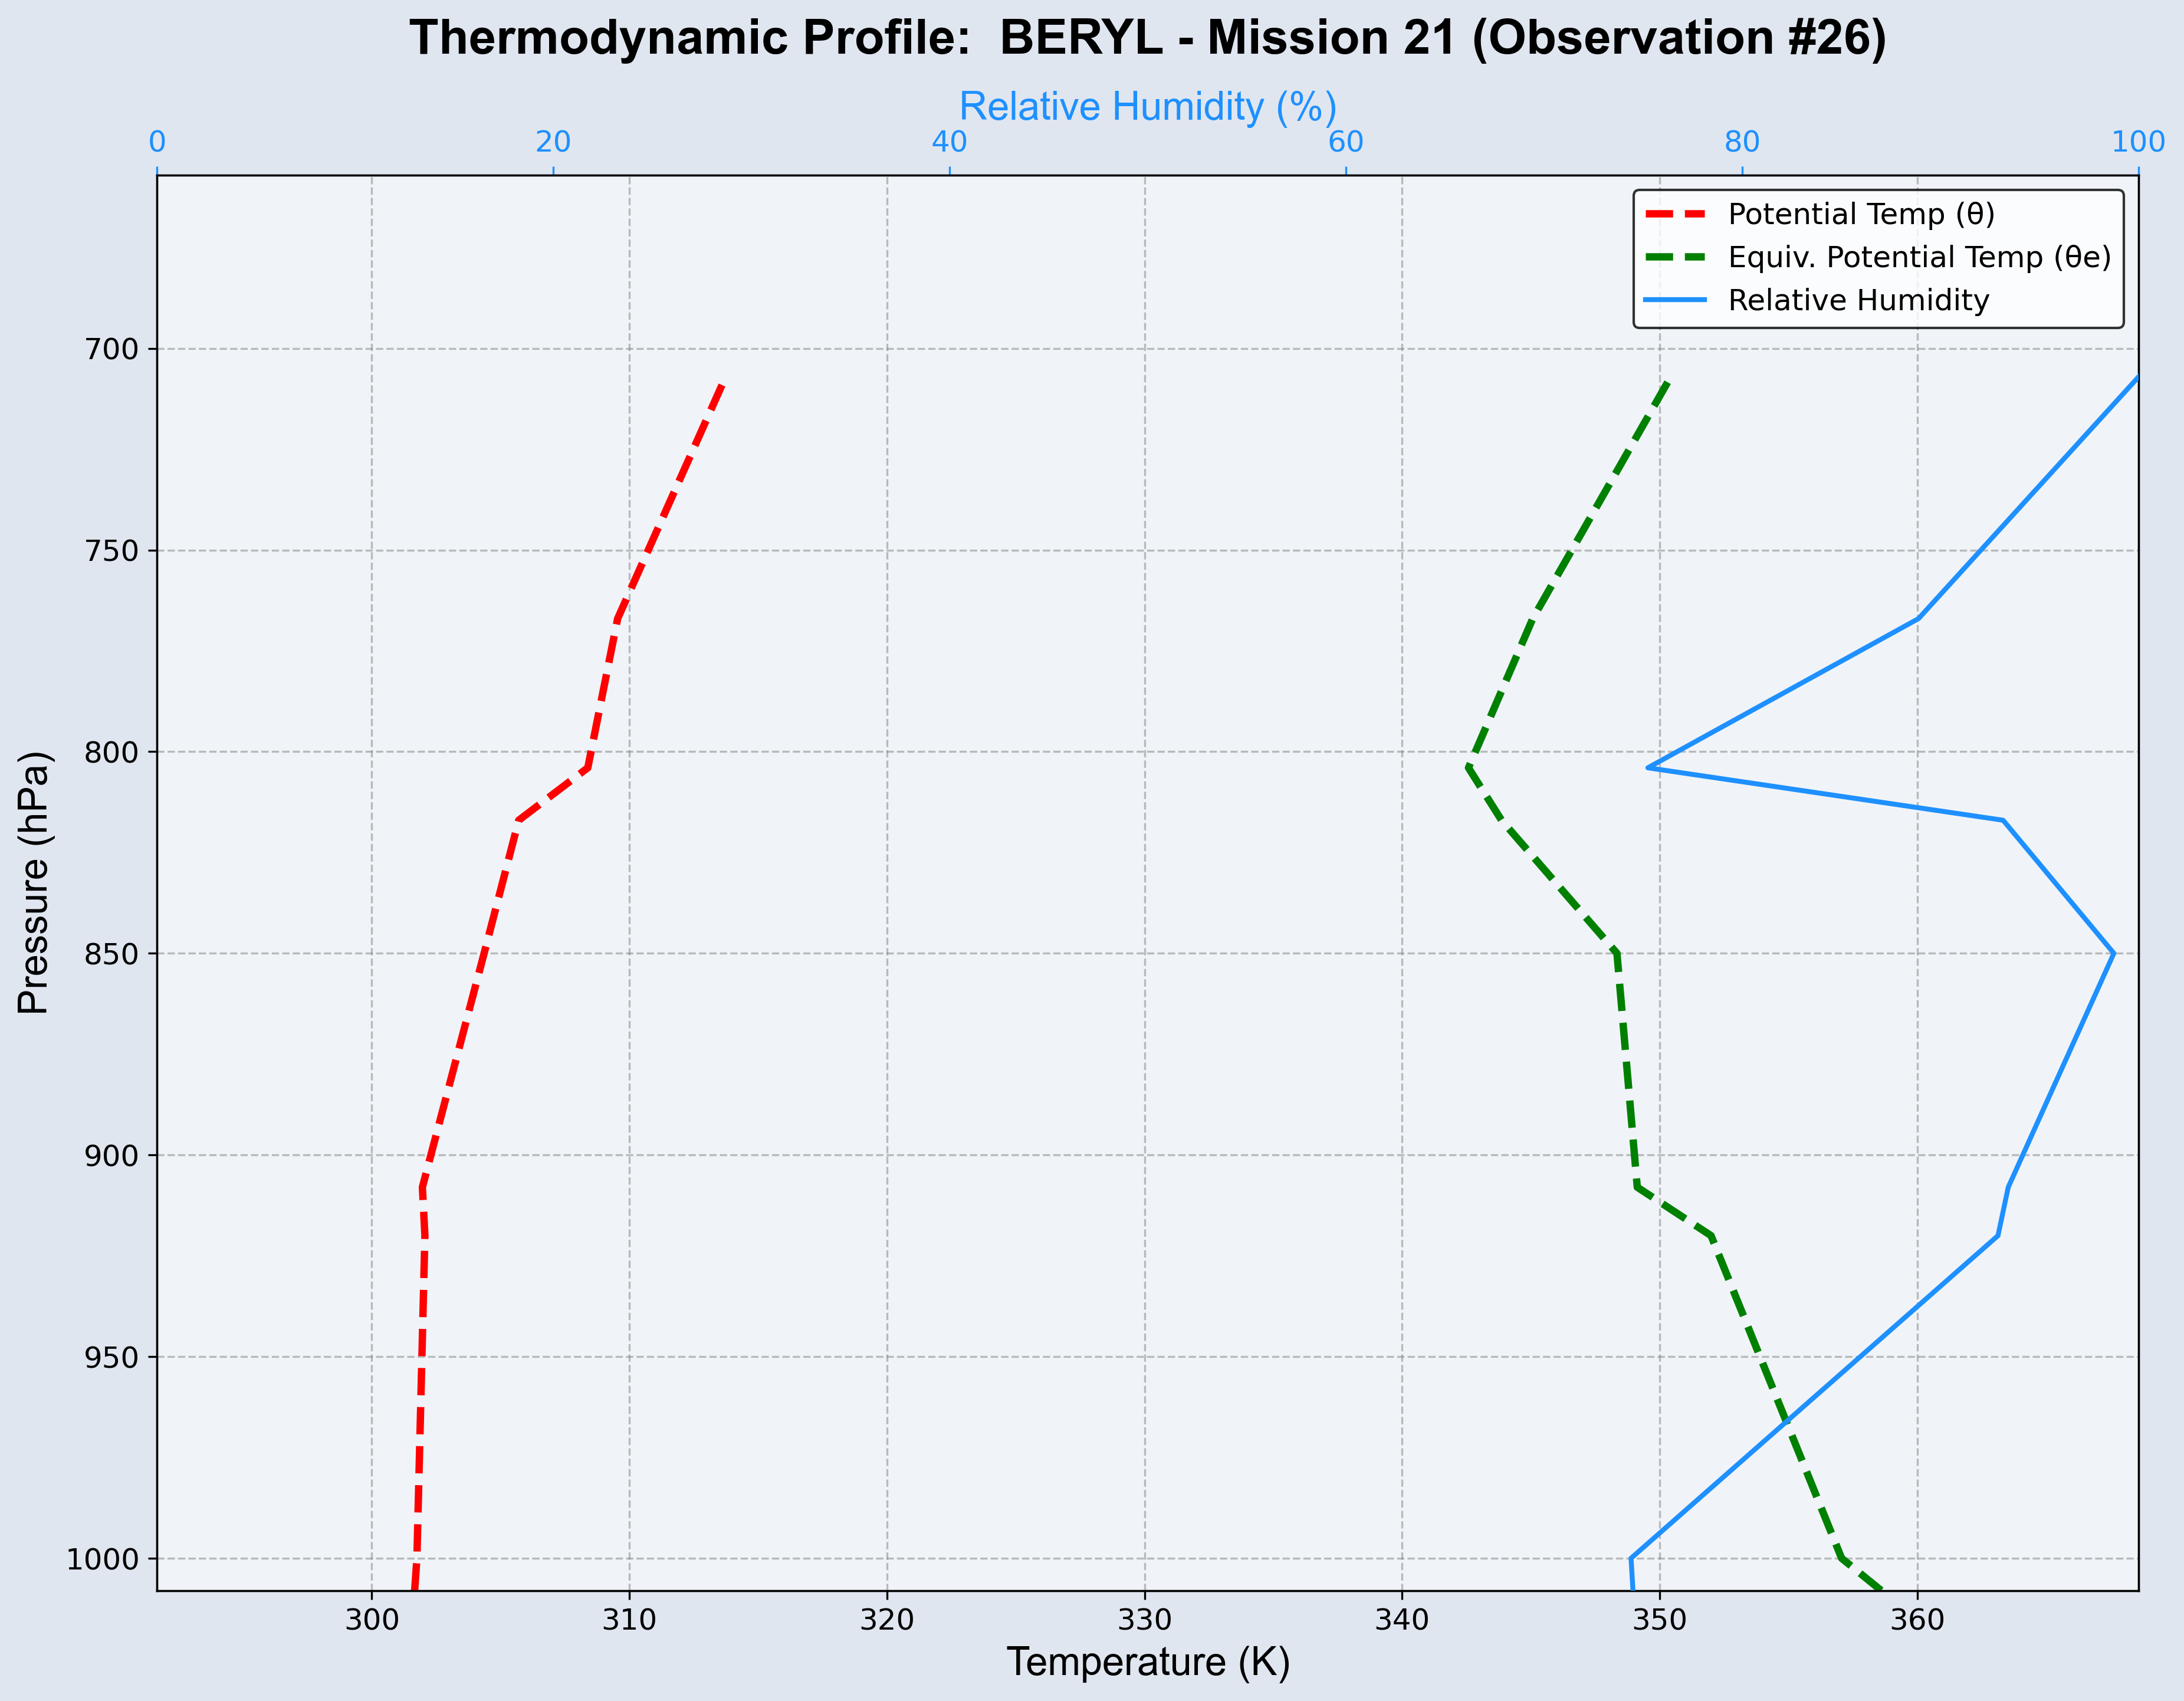 Thermodynamic Profile:  BERYL - Mission 21 (Observation #26)
Relative Humidity (%)
0 20 40 60 80 100
Potential Temp (θ)
Equiv. Potential Temp (θe)
Relative Humidity
Pressure (hPa)
700
750
800
850
900
950
1000
300 310 320 330 340 350 360
Temperature (K)